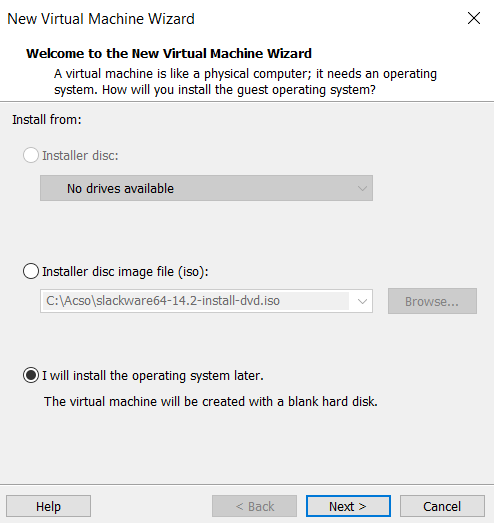 New Virtual Machine Wizard
Welcome to the New Virtual Machine Wizard
A virtual machine is like a physical computer; it needs an operating
system. How will you install the guest operating system?
Install from:
Installer disc:
No drives available
Installer disc image file (iso):
C:\Acso\slackware64-14.2-install-dvd.iso
Browse...
I will install the operating system later.
The virtual machine will be created with a blank hard disk.
Help
< Back
Next >
Cancel